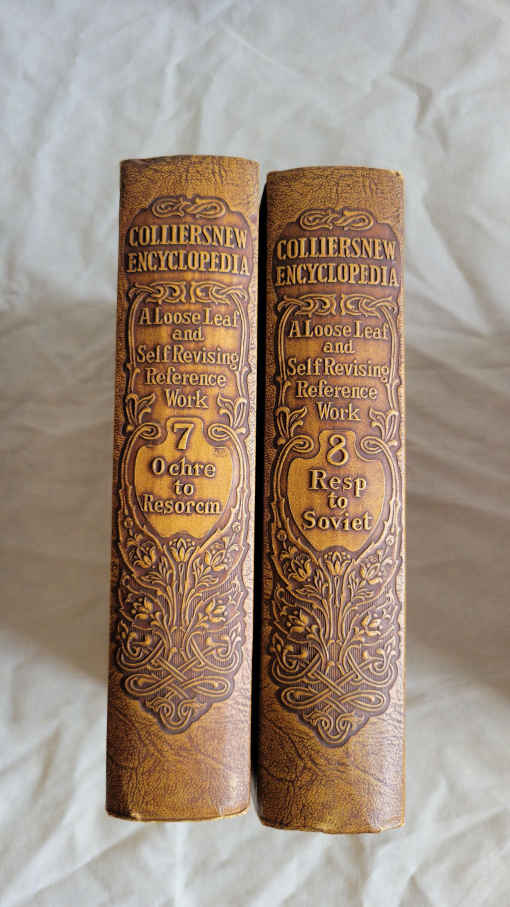 COLLIERSNEW
ENCYCLOPEDIA
A Loose Leaf
and
Self Revising
Reference
Work
7
Ochre
to
Resorcin
COLLIERSNEW
ENCYCLOPEDIA
A Loose Leaf
and
Self Revising
Reference
Work
8
Resp
to
Soviet